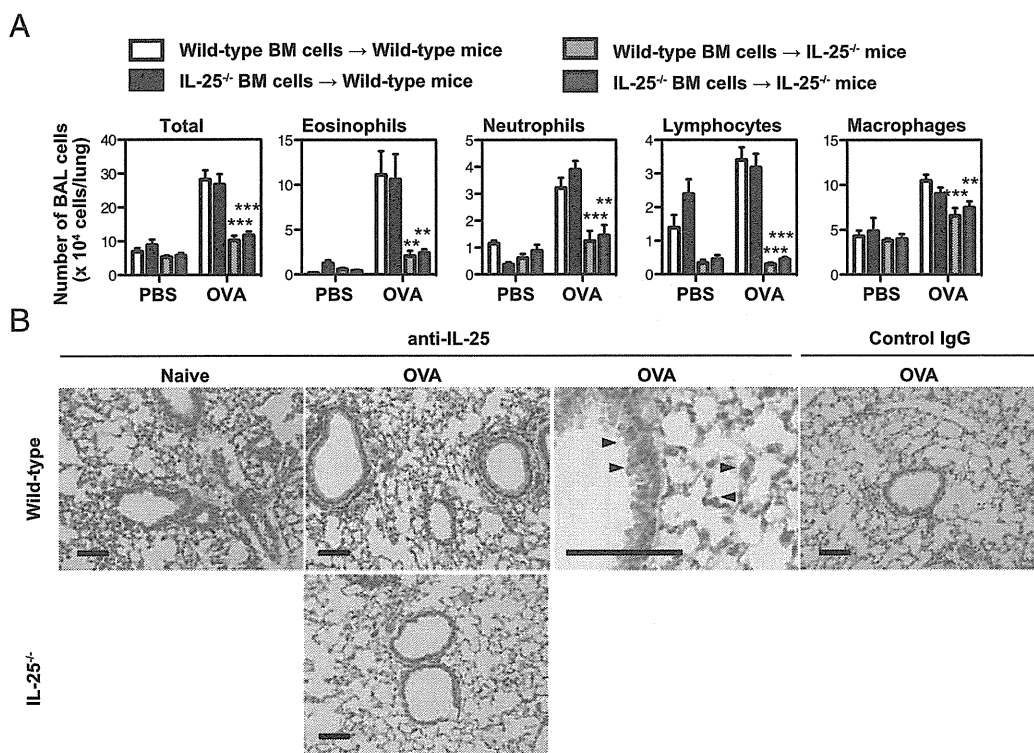 A
Wild-type BM cells → Wild-type mice
IL-25-/- BM cells → Wild-type mice
Wild-type BM cells → IL-25-/- mice
IL-25-/- BM cells → IL-25-/- mice
Number of BAL cells
(x 10⁴ cells/lung)
Total
40
30
20
10
0
***
***
PBS OVA
Eosinophils
15
10
5
0
**
**
PBS OVA
Neutrophils
5
4
3
2
1
0
**
***
PBS OVA
Lymphocytes
4
3
2
1
0
***
***
PBS OVA
Macrophages
15
10
5
0
**
***
PBS OVA
B
anti-IL-25 Control IgG
Naive OVA OVA OVA
Wild-type
IL-25-/-